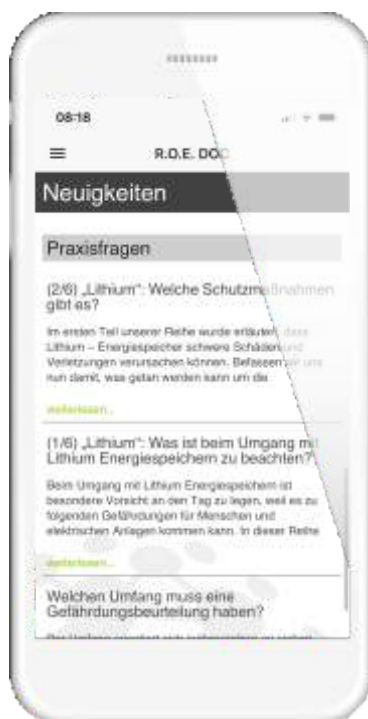 08:18
R.O.E. DOC
Neuigkeiten
Praxisfragen
(2/6) „Lithium“: Welche Schutzmaßnahmen
gibt es?
Im ersten Teil unserer Reihe wurde erläutert, dass
Lithium – Energiespeicher schwere Schäden und
Verletzungen verursachen können. Befassen wir uns
nun damit, was getan werden kann um die
weiterlesen...
(1/6) „Lithium“: Was ist beim Umgang mit
Lithium Energiespeichern zu beachten?
Beim Umgang mit Lithium Energiespeichern ist
besondere Vorsicht an den Tag zu legen, weil es zu
folgenden Gefährdungen für Menschen und
elektrischen Anlagen kommen kann. In dieser Reihe
weiterlesen...
Welchen Umfang muss eine
Gefährdungsbeurteilung haben?